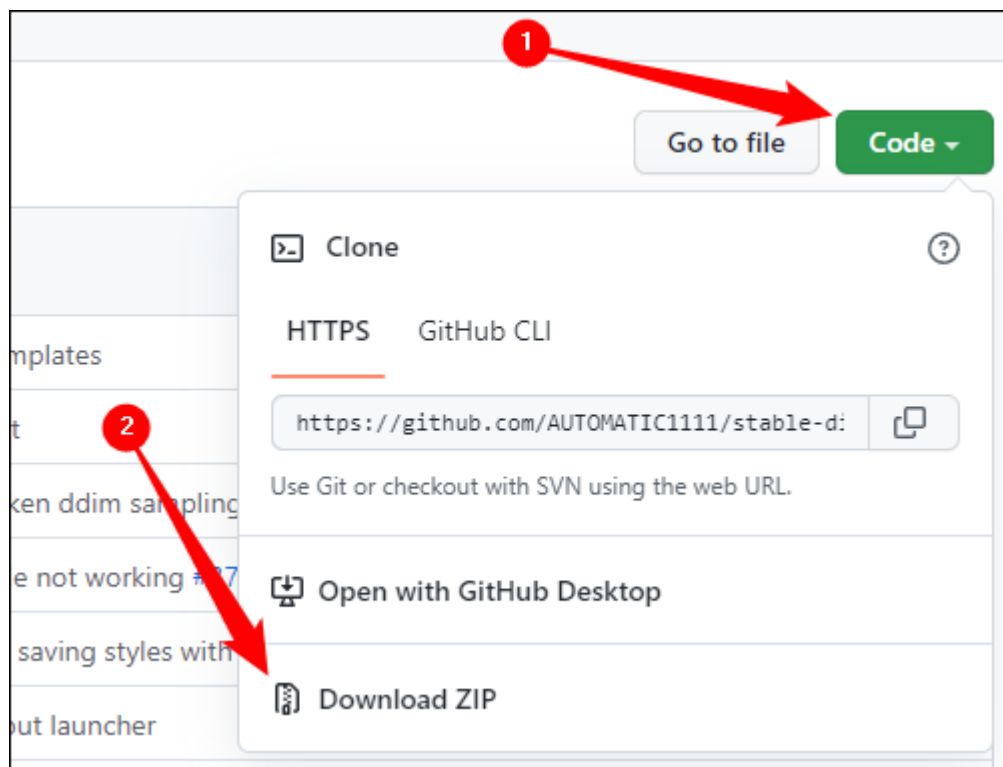 1
Go to file
Code
Clone
HTTPS GitHub CLI
mplates
https://github.com/AUTOMATIC1111/stable-di
t
2
Use Git or checkout with SVN using the web URL.
ken ddim sampling
e not working #37
Open with GitHub Desktop
saving styles with
Download ZIP
out launcher